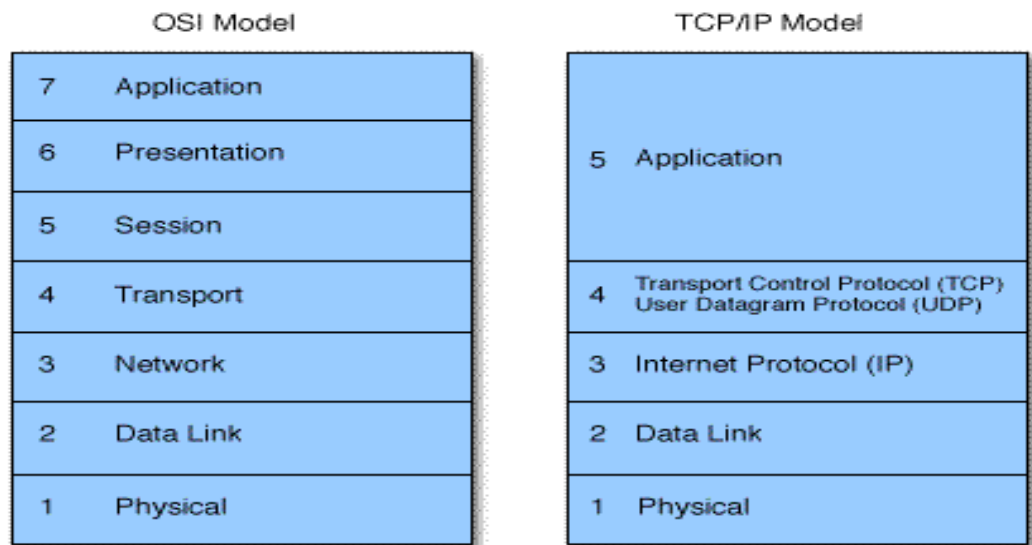 OSI Model
7 Application
6 Presentation
5 Session
4 Transport
3 Network
2 Data Link
1 Physical
TCP/IP Model
5 Application
4 Transport Control Protocol (TCP)
User Datagram Protocol (UDP)
3 Internet Protocol (IP)
2 Data Link
1 Physical